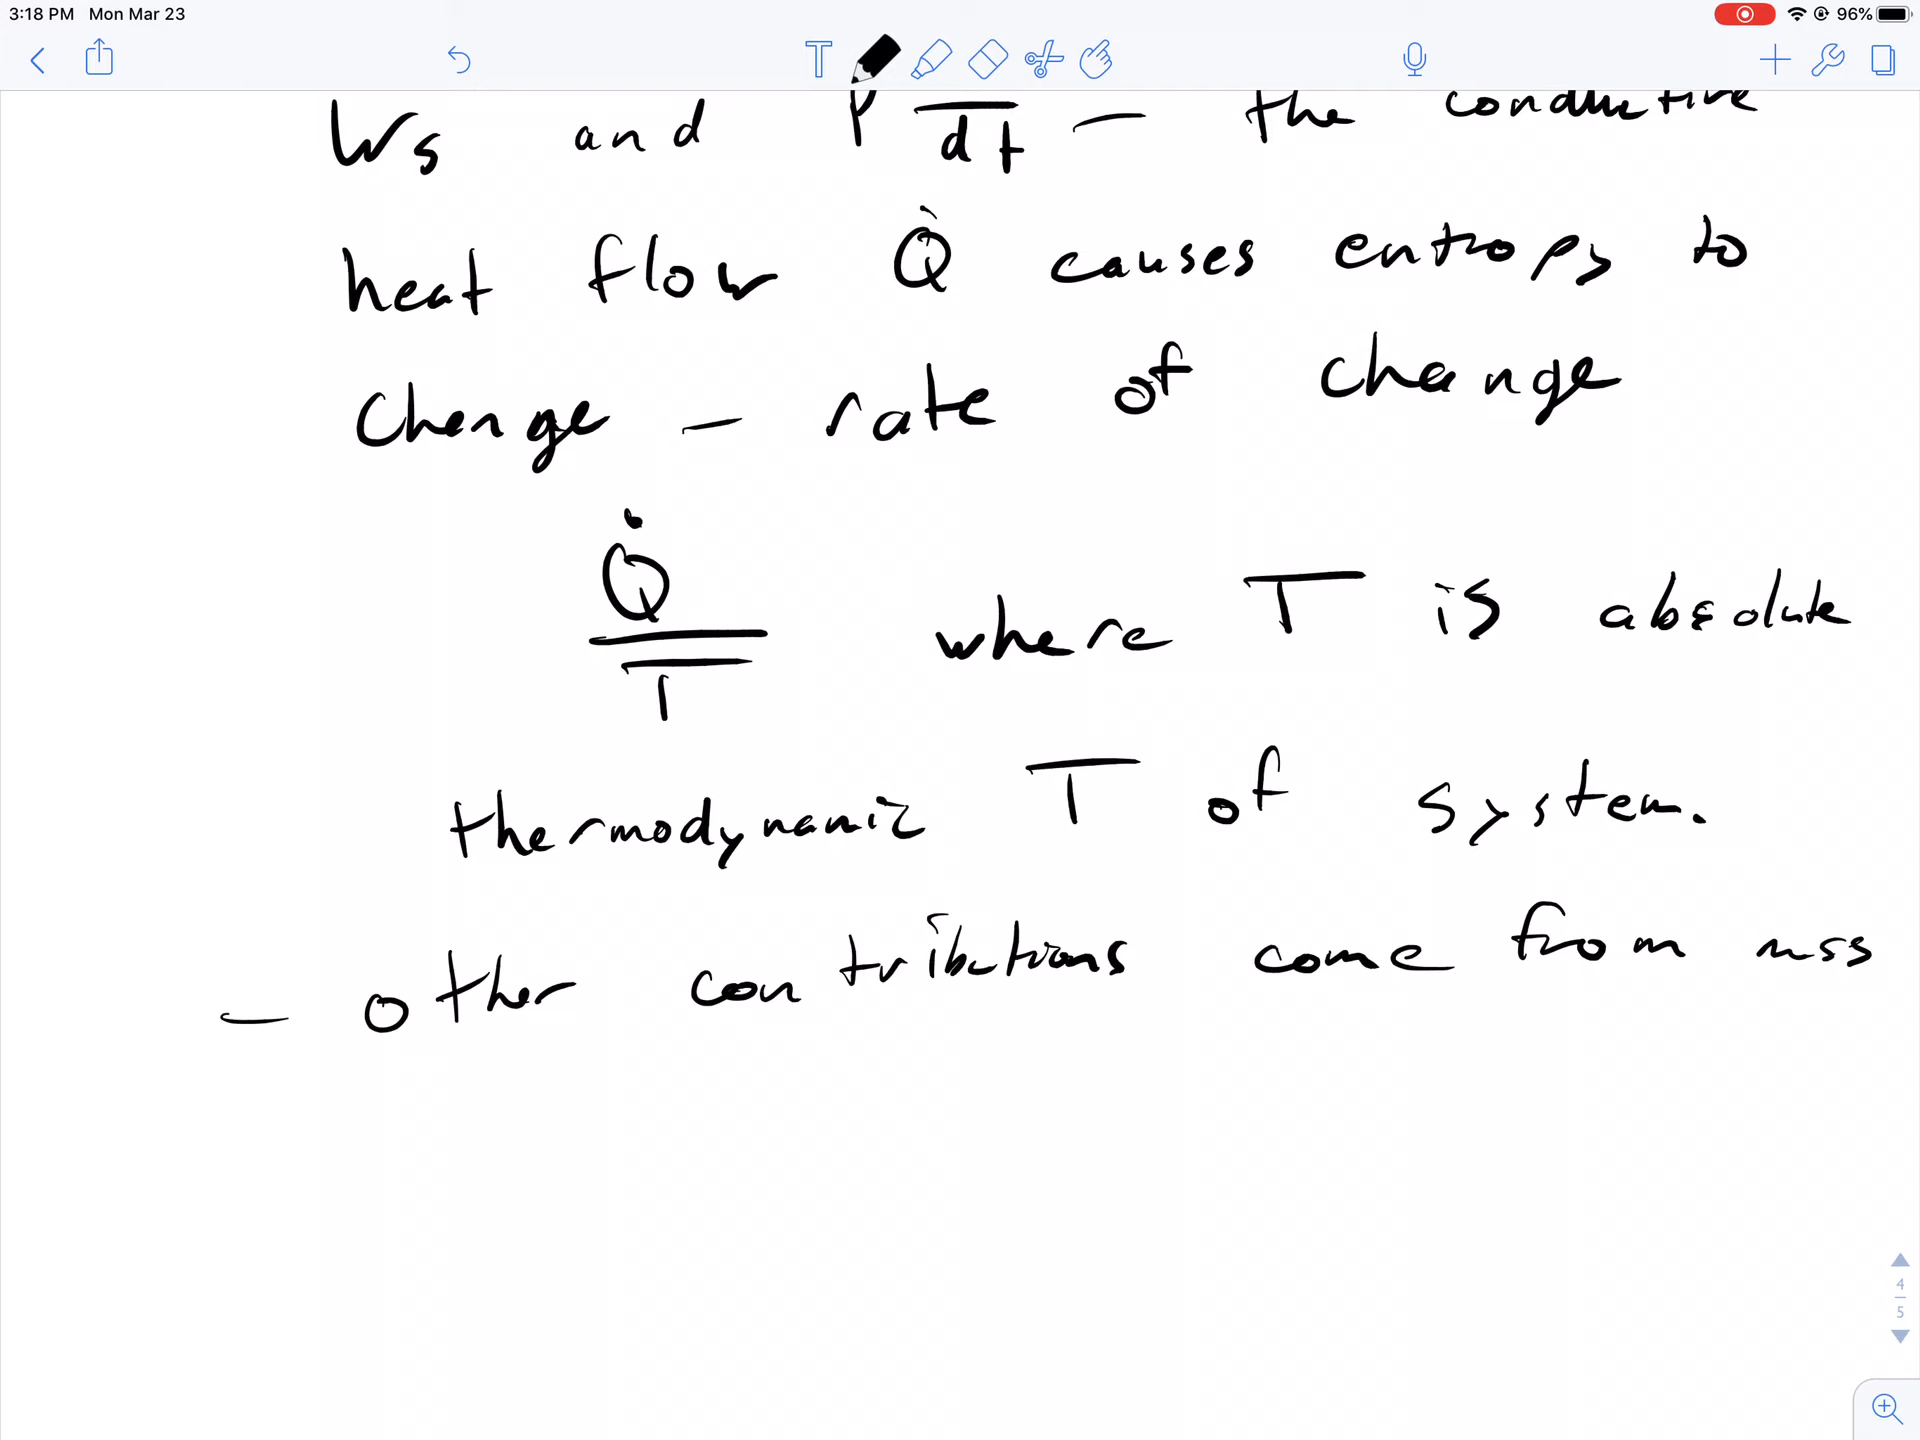 3:18 PM Mon Mar 23 96%
T
Ws and P dt — the conductive
heat flow Q̇ causes entropy to
change — rate of change
Q̇
T
where T is absolute
thermodynamic T of system.
— other contributions come from mss
4
5